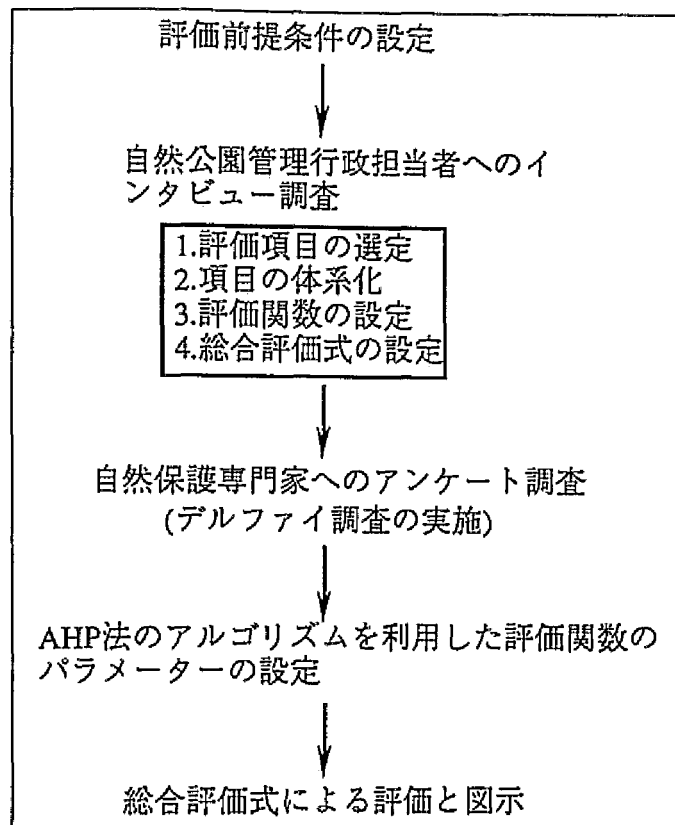 評価前提条件の設定
自然公園管理行政担当者へのイ
ンタビュー調査
1.評価項目の選定
2.項目の体系化
3.評価関数の設定
4.総合評価式の設定
自然保護専門家へのアンケート調査
(デルファイ調査の実施)
AHP法のアルゴリズムを利用した評価関数の
パラメーターの設定
総合評価式による評価と図示